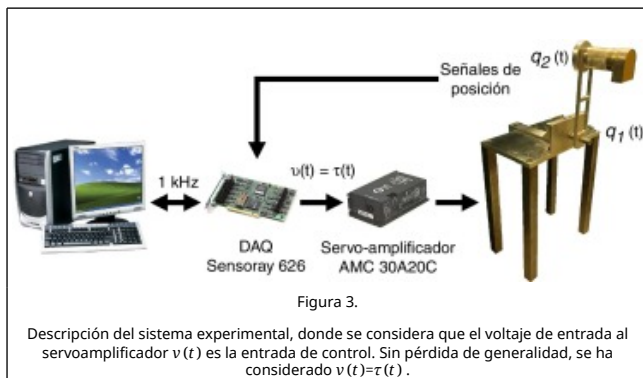 q₂ (t)
Señales de
posición
q₁ (t)
1 kHz
υ(t) = τ(t)
DAQ
Sensoray 626
Servo-amplificador
AMC 30A20C
Figura 3.
Descripción del sistema experimental, donde se considera que el voltaje de entrada al
servoamplificador v(t) es la entrada de control. Sin pérdida de generalidad, se ha
considerado v(t)=τ(t) .